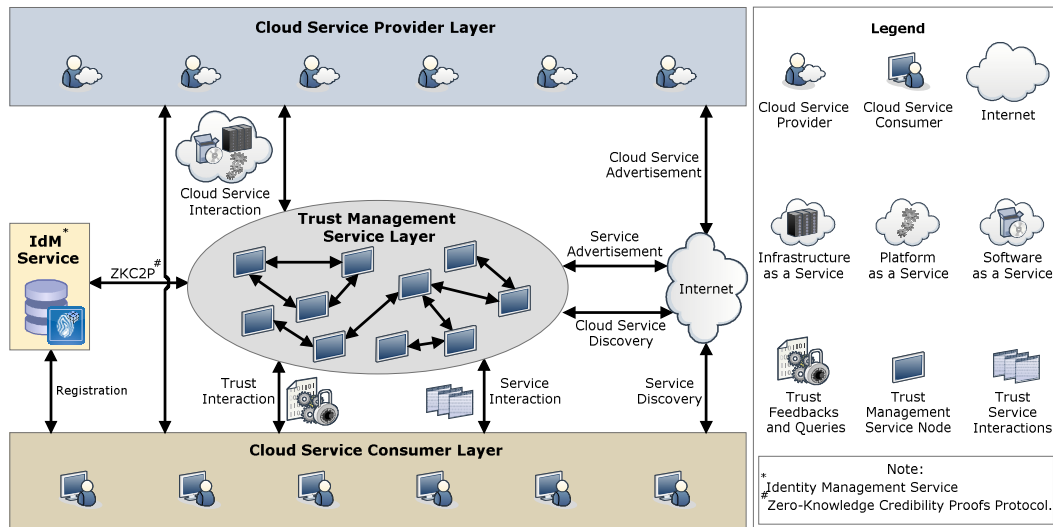 Cloud Service Provider Layer
Cloud Service
Interaction
Cloud Service
Advertisement
Trust Management
Service Layer
IdM*
Service
ZKC2P#
Service
Advertisement
Internet
Cloud Service
Discovery
Registration
Trust
Interaction
Service
Interaction
Service
Discovery
Cloud Service Consumer Layer
Legend
Cloud Service
Provider
Cloud Service
Consumer
Internet
Infrastructure
as a Service
Platform
as a Service
Software
as a Service
Trust
Feedbacks
and Queries
Trust
Management
Service Node
Trust
Service
Interactions
Note:
*Identity Management Service
#Zero-Knowledge Credibility Proofs Protocol.